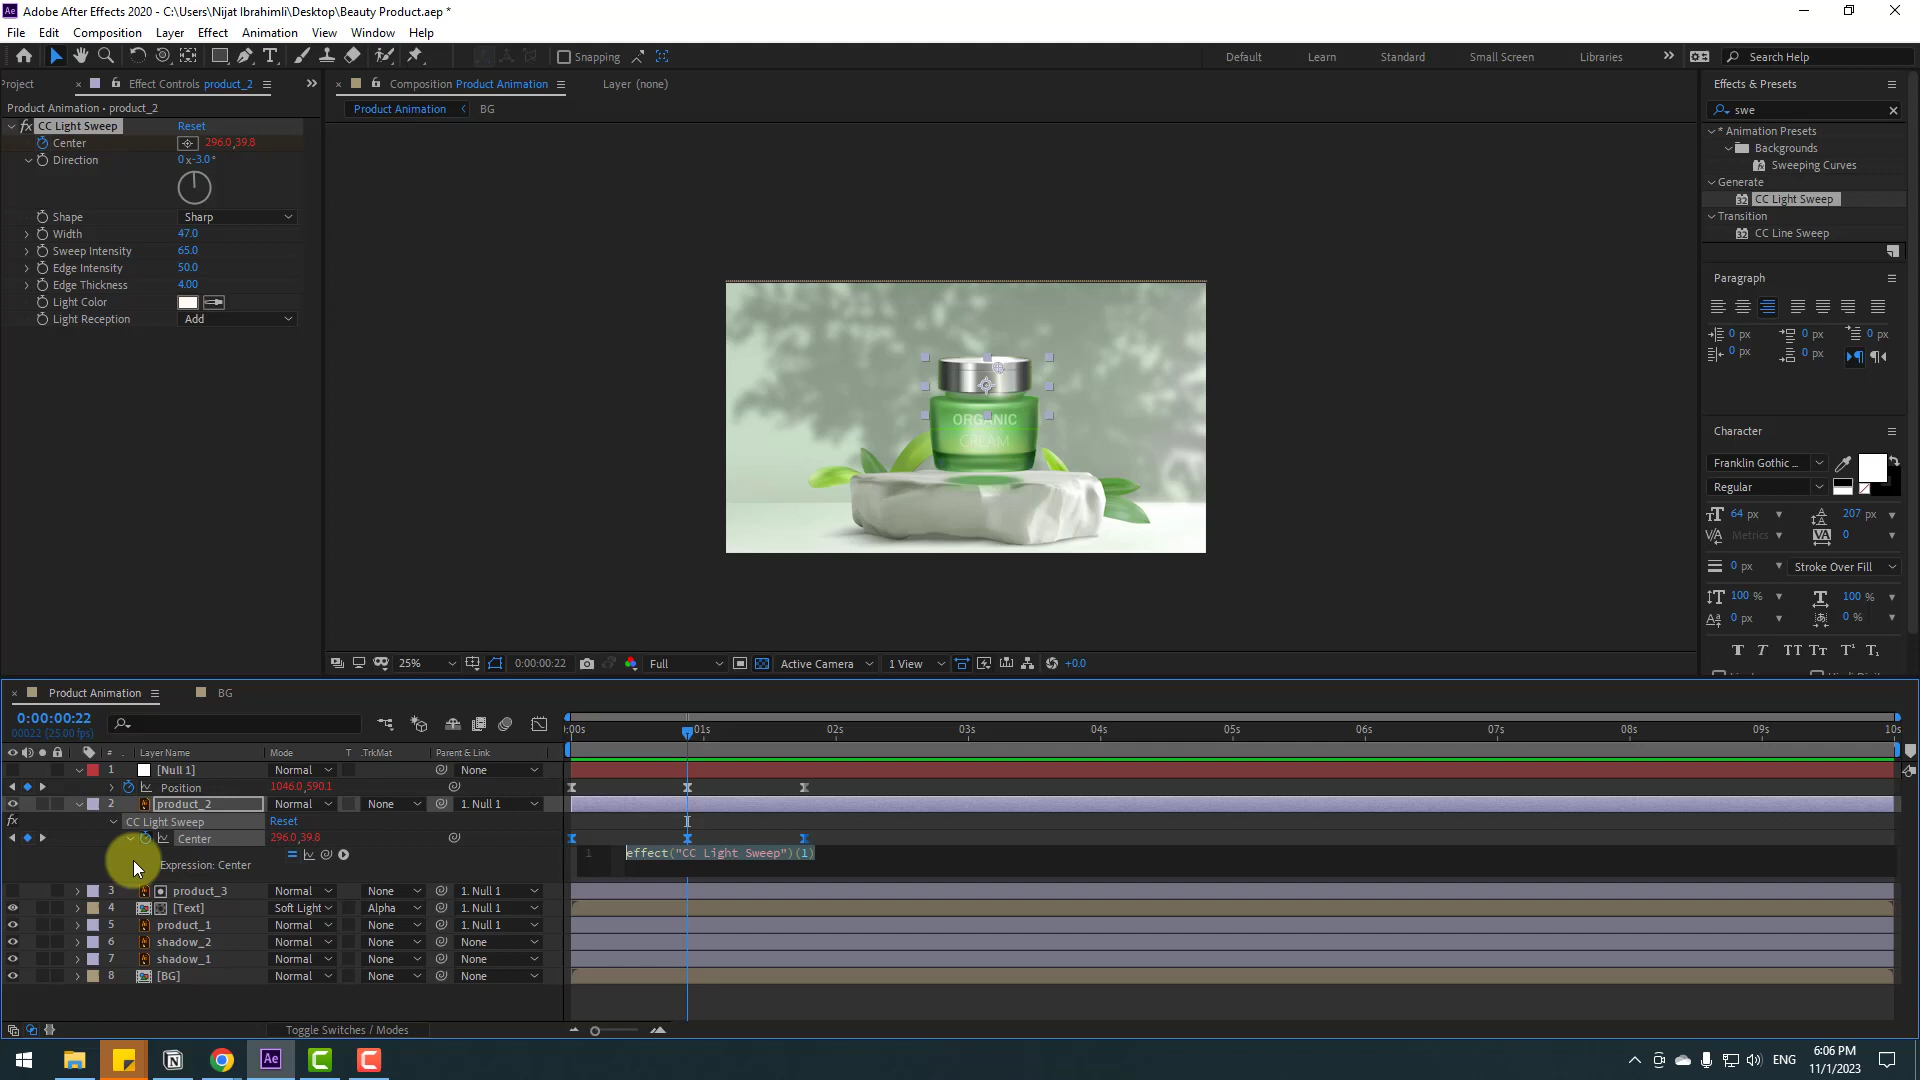 Adobe After Effects 2020 - C:\Users\Nijat Ibrahimli\Desktop\Beauty Product.aep *
File Edit Composition Layer Effect Animation View Window Help
Snapping
Default Learn Standard Small Screen Libraries Search Help
Project Effect Controls product_2
Composition Product Animation Layer (none)
Effects & Presets
Product Animation • product_2
Product Animation BG
swe
CC Light Sweep Reset
Center 296.0,39.8
Direction 0x-3.0°
Shape Sharp
Width 47.0
Sweep Intensity 65.0
Edge Intensity 50.0
Edge Thickness 4.00
Light Color
Light Reception Add
* Animation Presets
Backgrounds
Sweeping Curves
Generate
CC Light Sweep
Transition
CC Line Sweep
Paragraph
0 px 0 px 0 px
0 px 0 px
ORGANIC
CREAM
Character
Franklin Gothic ...
Regular
64 px 207 px
Metrics 0
0 px Stroke Over Fill
100 % 100 %
0 px 0 %
25% 0:00:00:22 Full Active Camera 1 View +0.0
Product Animation BG
0:00:00:22
00022 (25.00 fps)
:00s 01s 02s 03s 04s 05s 06s 07s 08s 09s 10s
# Layer Name Mode T .TrkMat Parent & Link
1 [Null 1] Normal None
Position 1046.0,590.1
2 product_2 Normal None 1. Null 1
CC Light Sweep Reset
Center 296.0,39.8
Expression: Center
1 effect("CC Light Sweep")(1)
3 product_3 Normal None 1. Null 1
4 [Text] Soft Light Alpha 1. Null 1
5 product_1 Normal None 1. Null 1
6 shadow_2 Normal None None
7 shadow_1 Normal None None
8 [BG] Normal None None
Toggle Switches / Modes
ENG
6:06 PM
11/1/2023